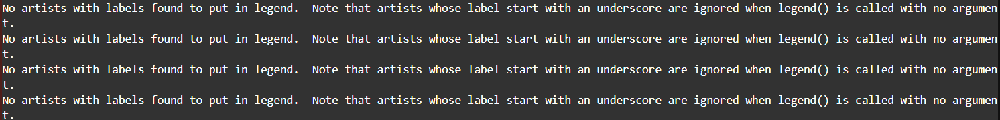 No artists with labels found to put in legend.  Note that artists whose label start with an underscore are ignored when legend() is called with no argumen
t.
No artists with labels found to put in legend.  Note that artists whose label start with an underscore are ignored when legend() is called with no argumen
t.
No artists with labels found to put in legend.  Note that artists whose label start with an underscore are ignored when legend() is called with no argumen
t.
No artists with labels found to put in legend.  Note that artists whose label start with an underscore are ignored when legend() is called with no argumen
t.